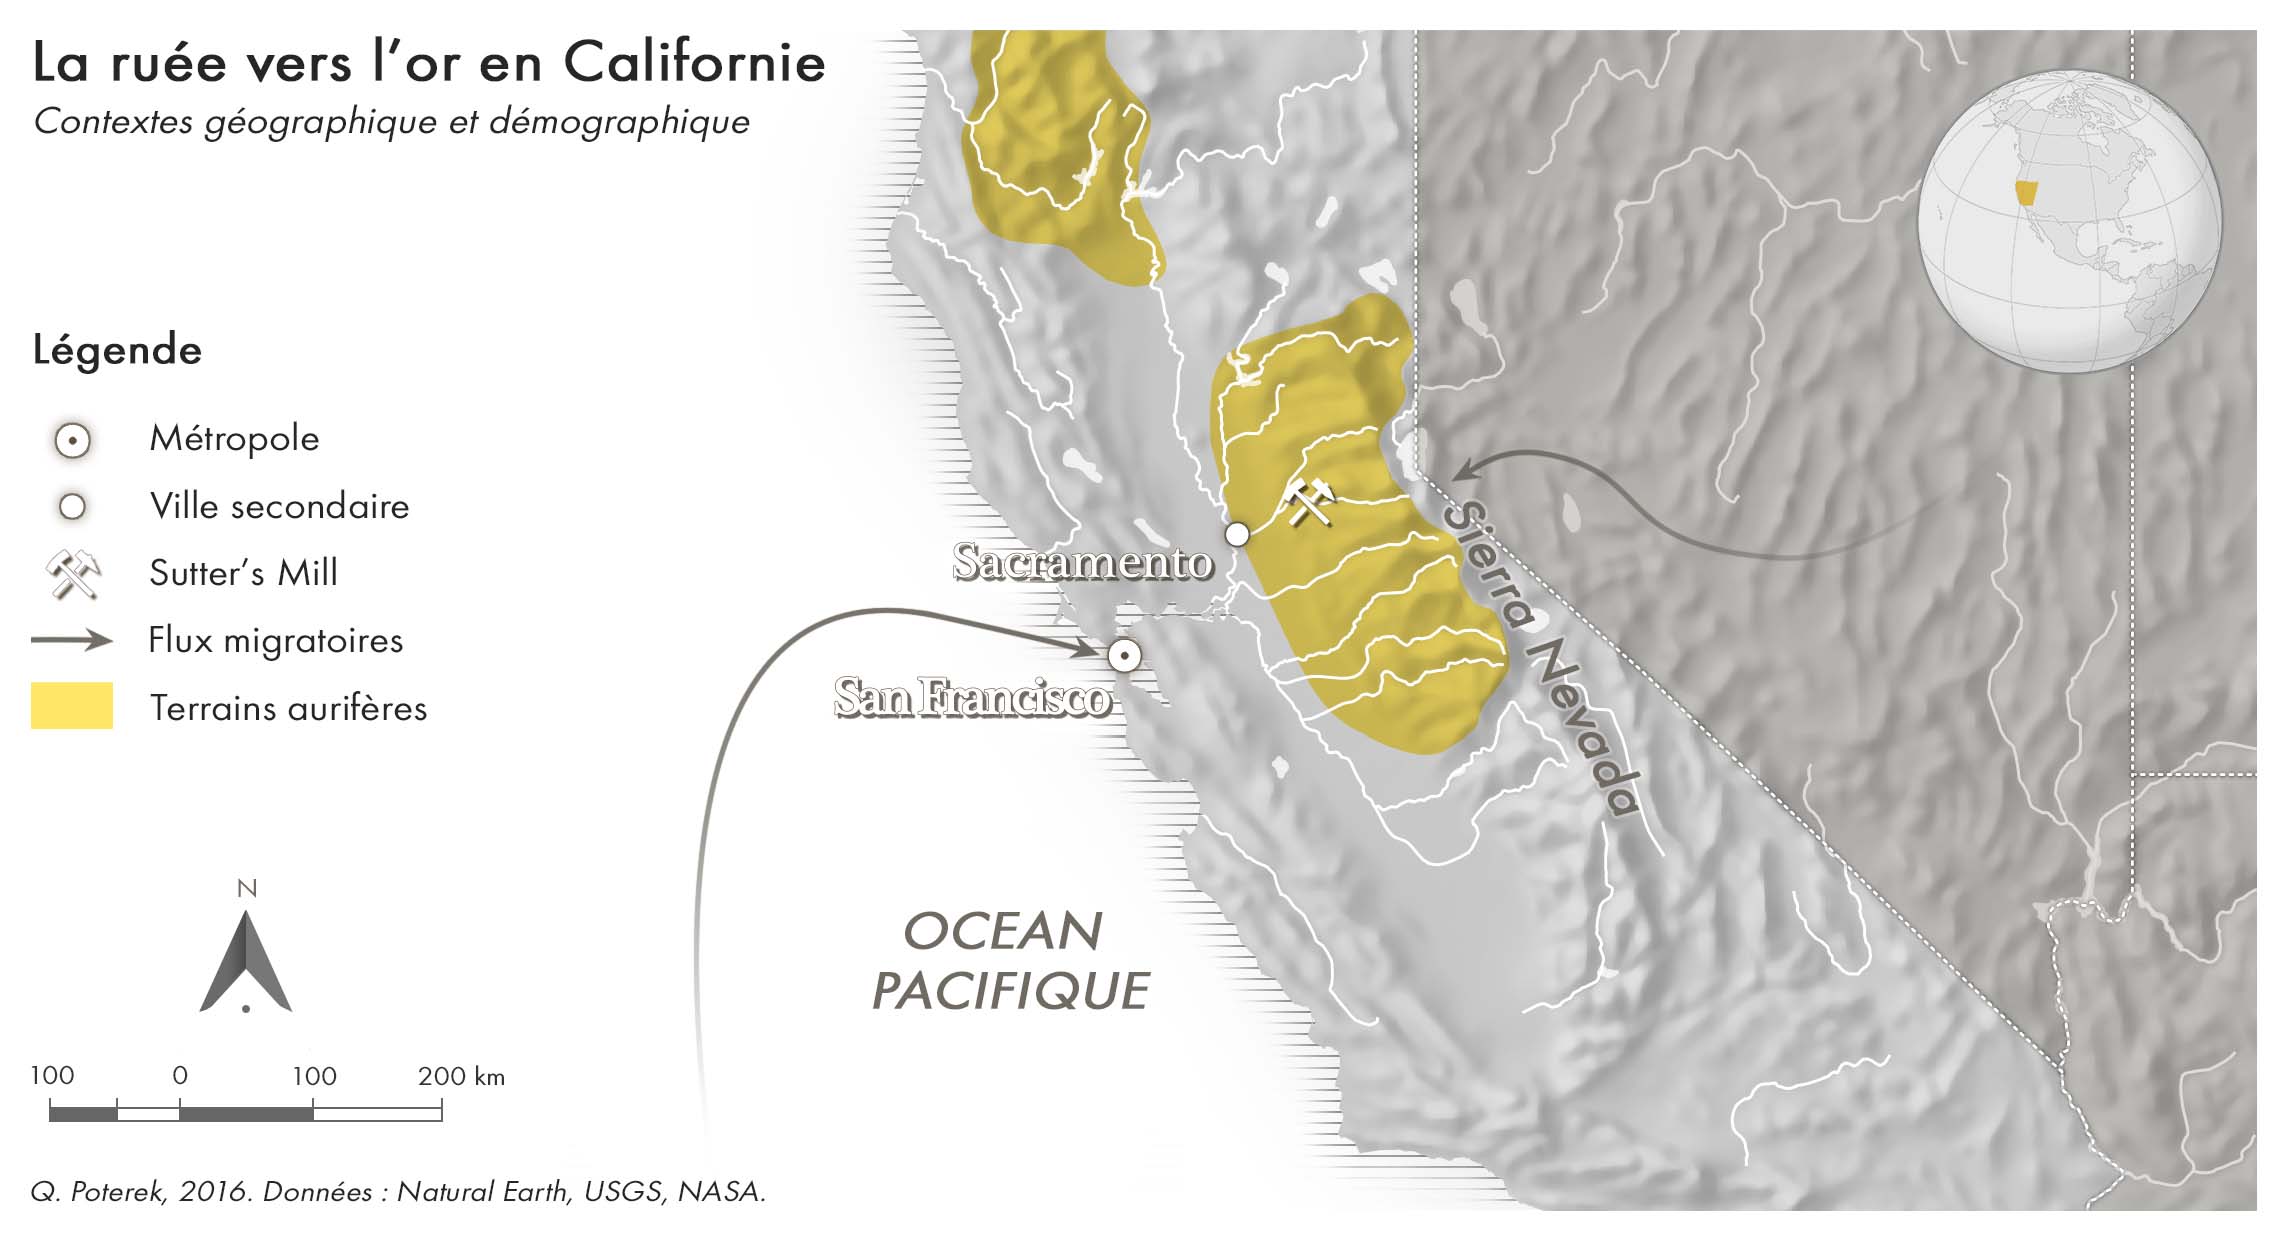 La ruée vers l'or en Californie
Contextes géographique et démographique
Légende
Métropole
Ville secondaire
Sutter's Mill
Flux migratoires
Terrains aurifères
Sacramento
San Francisco
Sierra Nevada
OCEAN
PACIFIQUE
N
100 0 100 200 km
Q. Poterek, 2016. Données : Natural Earth, USGS, NASA.